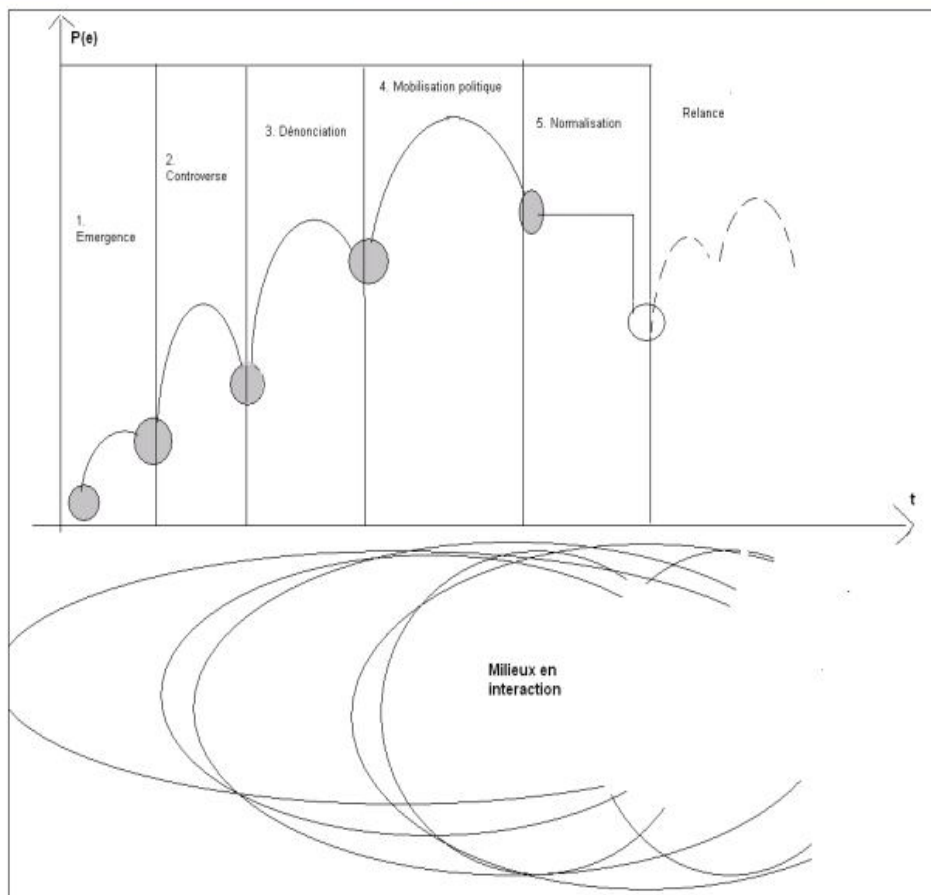 P(e)
4. Mobilisation politique
3. Dénonciation
5. Normalisation
Relance
2.
Controverse
1.
Emergence
t
Milieux en
interaction